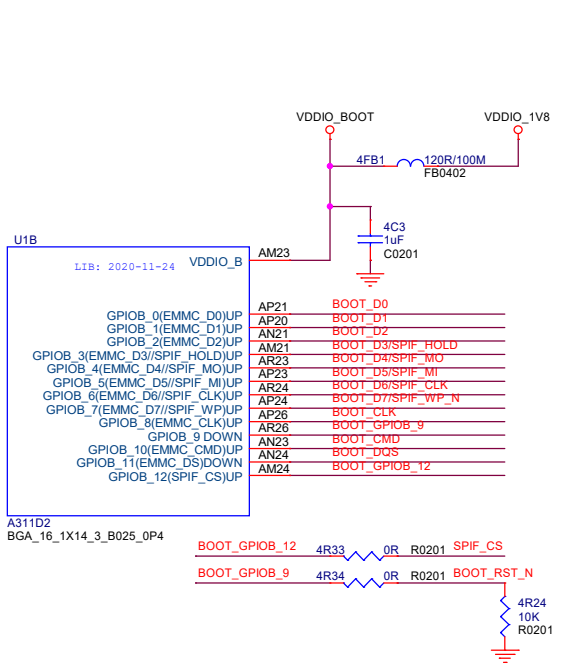 VDDIO_BOOT VDDIO_1V8
4FB1 120R/100M
FB0402
4C3
1uF
C0201
U1B
LIB: 2020-11-24 VDDIO_B AM23
GPIOB_0(EMMC_D0)UP AP21 BOOT_D0
GPIOB_1(EMMC_D1)UP AP20 BOOT_D1
GPIOB_2(EMMC_D2)UP AN21 BOOT_D2
GPIOB_3(EMMC_D3//SPIF_HOLD)UP AM21 BOOT_D3/SPIF_HOLD
GPIOB_4(EMMC_D4//SPIF_MO)UP AR23 BOOT_D4/SPIF_MO
GPIOB_5(EMMC_D5//SPIF_MI)UP AP23 BOOT_D5/SPIF_MI
GPIOB_6(EMMC_D6//SPIF_CLK)UP AR24 BOOT_D6/SPIF_CLK
GPIOB_7(EMMC_D7//SPIF_WP)UP AP24 BOOT_D7/SPIF_WP_N
GPIOB_8(EMMC_CLK)UP AP26 BOOT_CLK
GPIOB_9 DOWN AR26 BOOT_GPIOB_9
GPIOB_10(EMMC_CMD)UP AN23 BOOT_CMD
GPIOB_11(EMMC_DS)DOWN AN24 BOOT_DQS
GPIOB_12(SPIF_CS)UP AM24 BOOT_GPIOB_12
A311D2
BGA_16_1X14_3_B025_0P4
BOOT_GPIOB_12 4R33 0R R0201 SPIF_CS
BOOT_GPIOB_9 4R34 0R R0201 BOOT_RST_N
4R24
10K
R0201